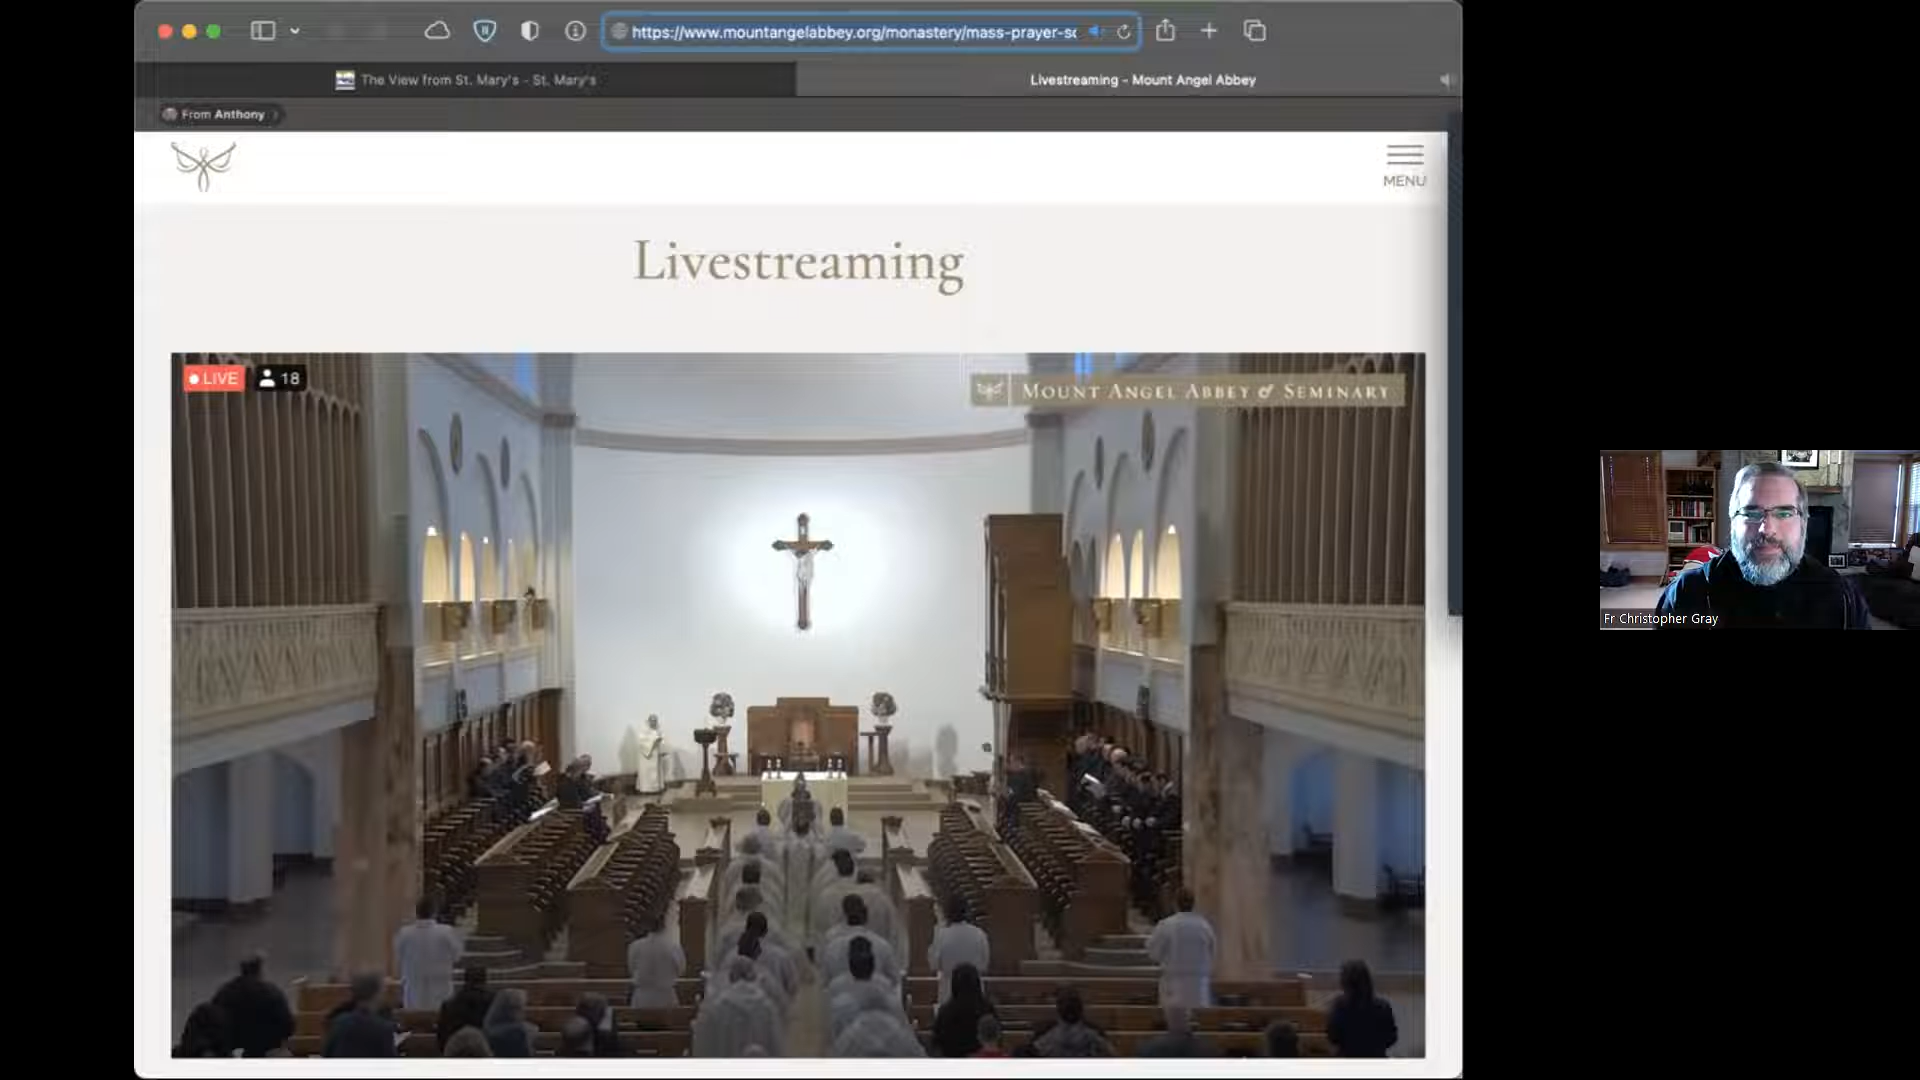 https://www.mountangelabbey.org/monastery/mass-prayer-sc
The View from St. Mary's - St. Mary's
Livestreaming - Mount Angel Abbey
From Anthony
MENU
Livestreaming
LIVE 18
MOUNT ANGEL ABBEY & SEMINARY
Fr Christopher Gray